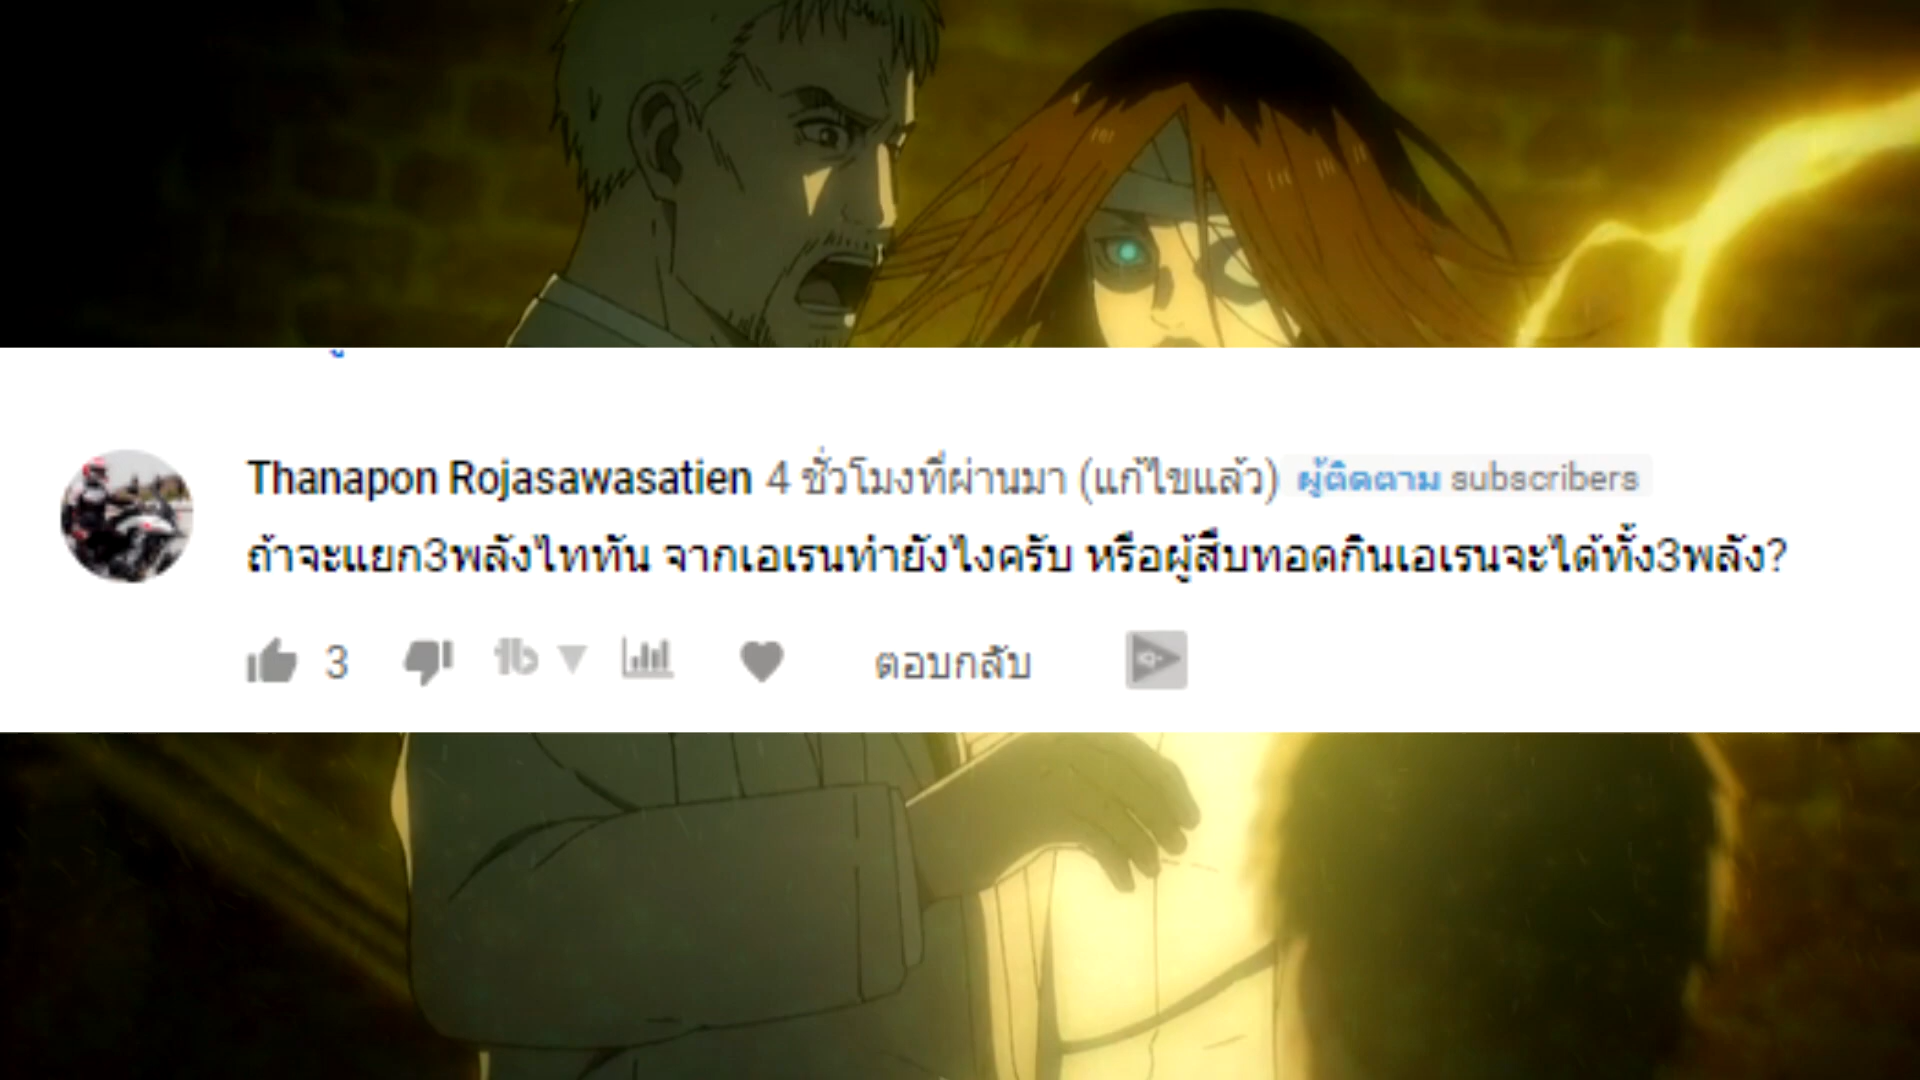 Thanapon Rojasawasatien 4 ชั่วโมงที่ผ่านมา (แก้ไขแล้ว) ผู้ติดตาม subscribers
ถ้าจะแยก3พลังไททัน จากเอเรนทำยังไงครับ หรือผู้สืบทอดกินเอเรนจะได้ทั้ง3พลัง?
3 ตอบกลับ